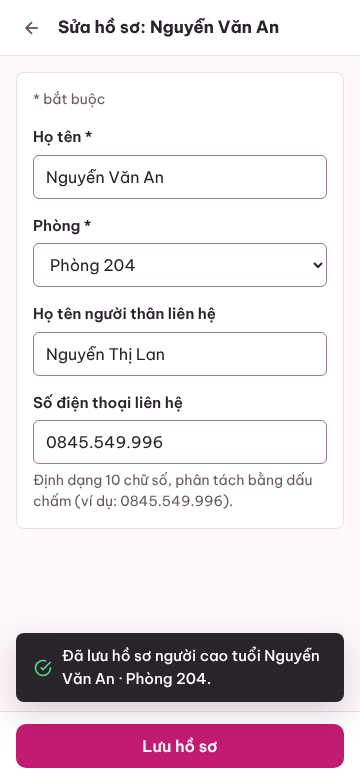 Sửa hồ sơ: Nguyễn Văn An
* bắt buộc
Họ tên *
Nguyễn Văn An
Phòng *
Phòng 204
Họ tên người thân liên hệ
Nguyễn Thị Lan
Số điện thoại liên hệ
0845.549.996
Định dạng 10 chữ số, phân tách bằng dấu
chấm (ví dụ: 0845.549.996).
Đã lưu hồ sơ người cao tuổi Nguyễn
Văn An · Phòng 204.
Lưu hồ sơ